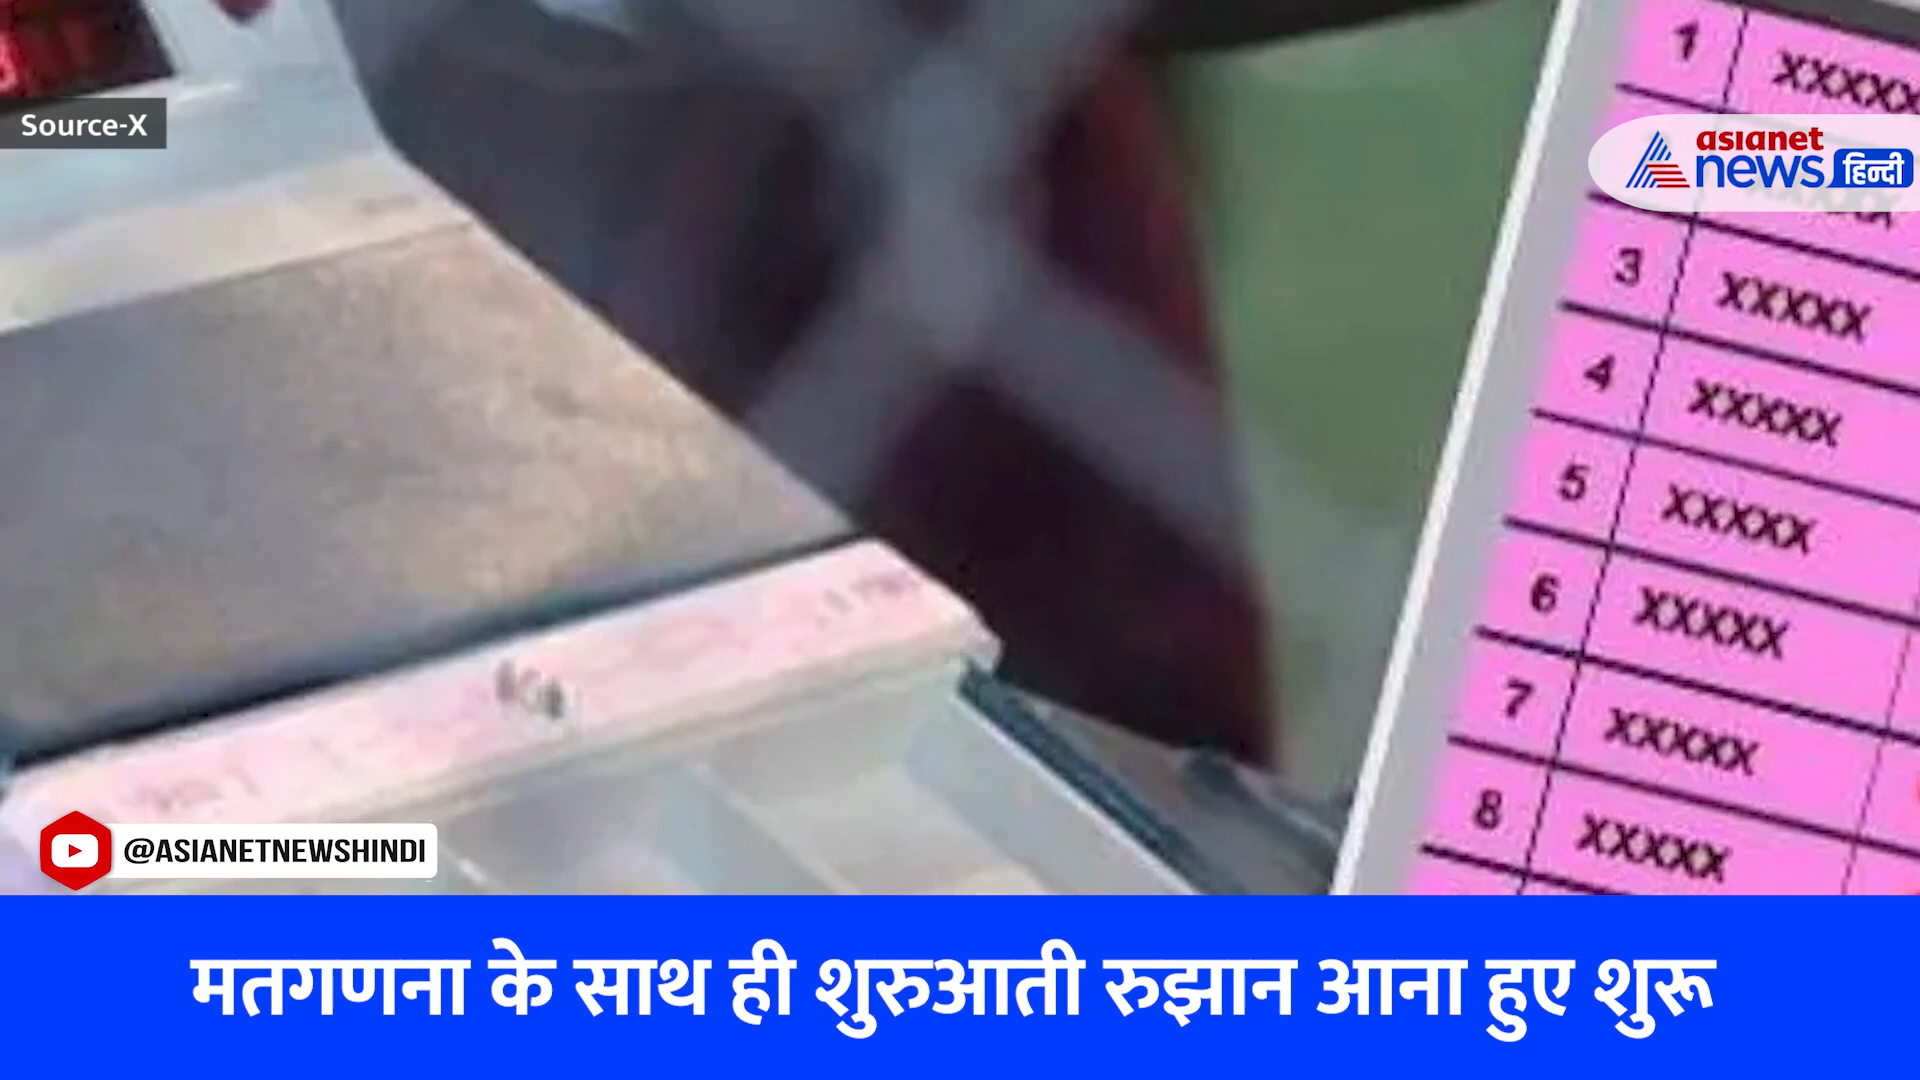 Source-X
asianet
news हिन्दी
1 XXXXXX
3 XXXXX
4 XXXXX
5 XXXXX
6 XXXXX
7 XXXXX
8 XXXXX
@ASIANETNEWSHINDI
मतगणना के साथ ही शुरुआती रुझान आना हुए शुरू